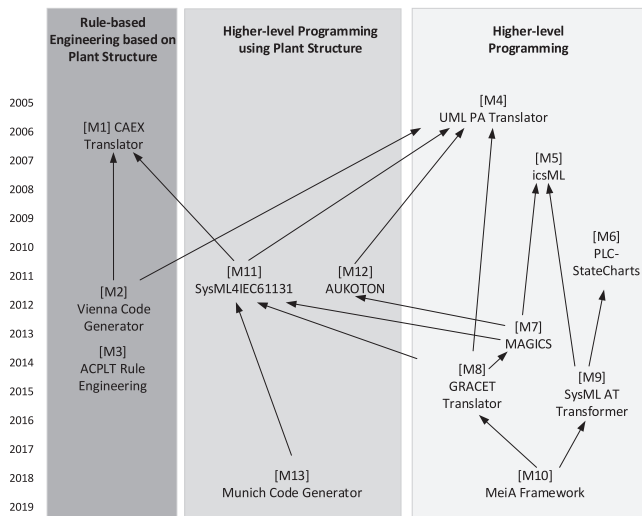 Rule-based
Engineering based on
Plant Structure
Higher-level Programming
using Plant Structure
Higher-level
Programming
2005
2006
2007
2008
2009
2010
2011
2012
2013
2014
2015
2016
2017
2018
2019
[M1] CAEX
Translator
[M2]
Vienna Code
Generator
[M3]
ACPLT Rule
Engineering
[M11]
SysML4IEC61131
[M12]
AUKOTON
[M13]
Munich Code Generator
[M4]
UML PA Translator
[M5]
icsML
[M6]
PLC-
StateCharts
[M7]
MAGICS
[M8]
GRACET
Translator
[M9]
SysML AT
Transformer
[M10]
MeiA Framework